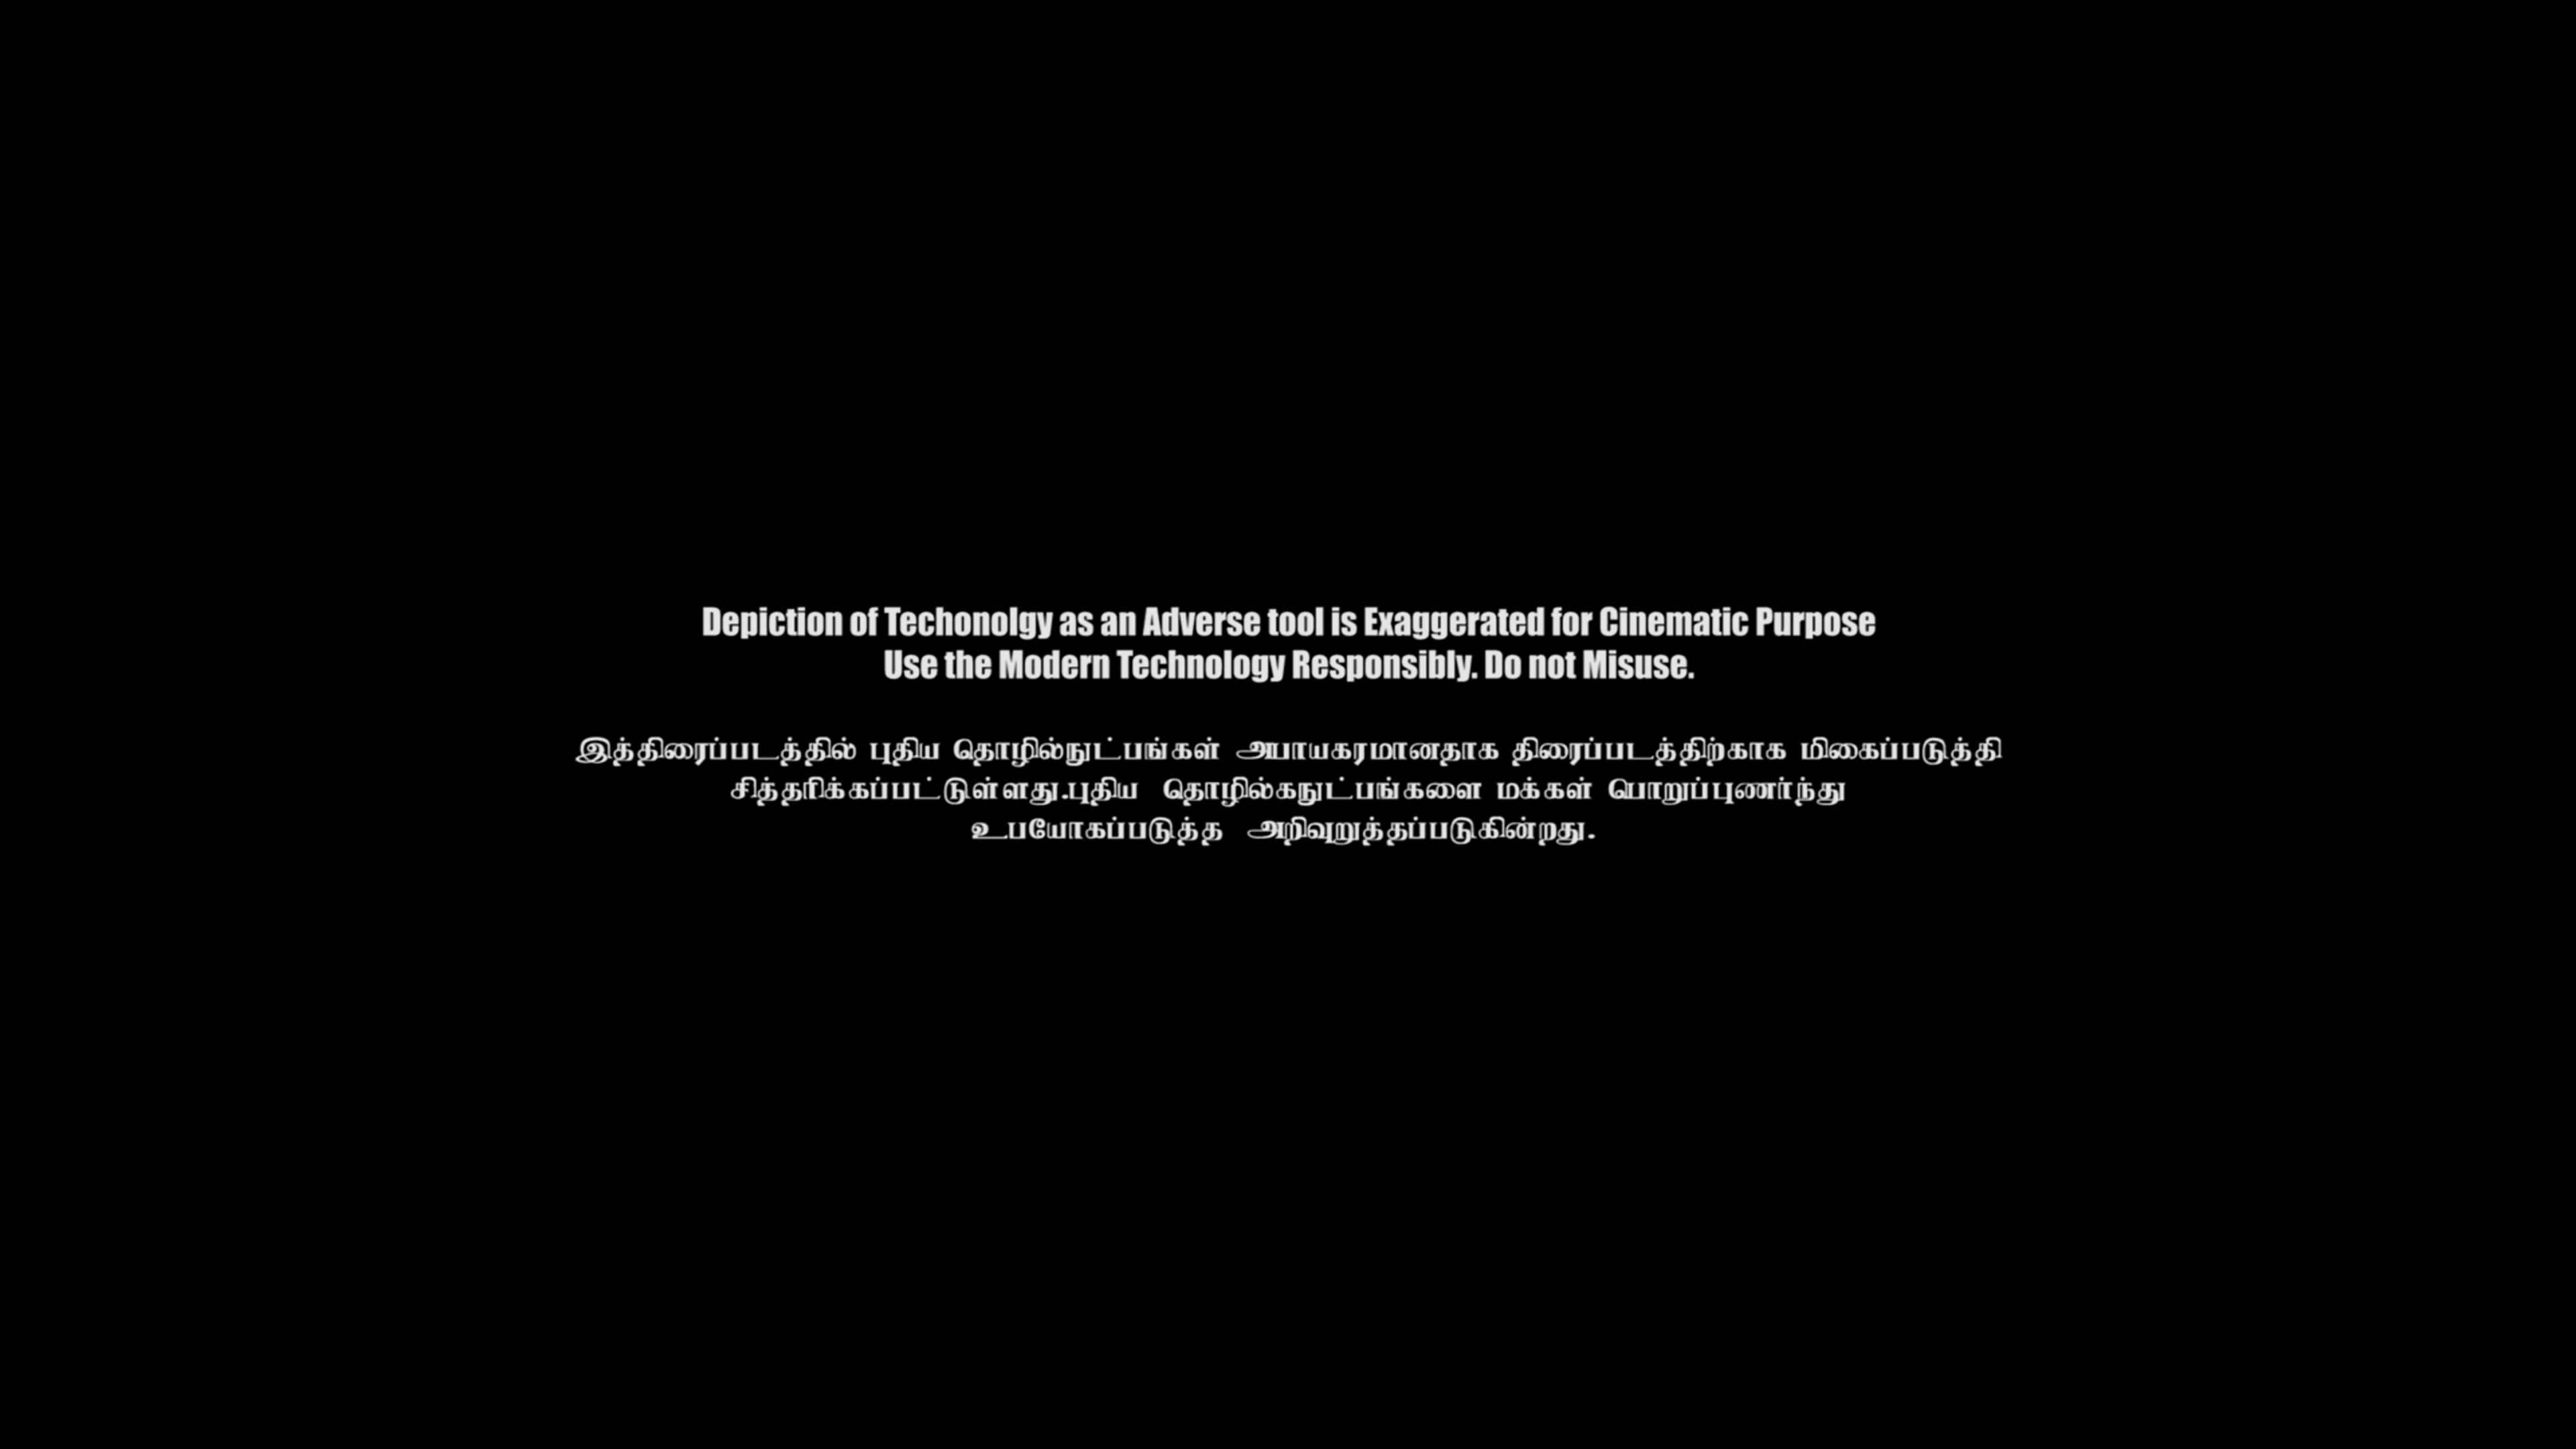 Depiction of Techonolgy as an Adverse tool is Exaggerated for Cinematic Purpose
Use the Modern Technology Responsibly. Do not Misuse.
இத்திரைப்படத்தில் புதிய தொழில்நுட்பங்கள் அபாயகரமானதாக திரைப்படத்திற்காக மிகைப்படுத்தி
சித்தரிக்கப்பட்டுள்ளது.புதிய தொழில்கநுட்பங்களை மக்கள் பொறுப்புணர்ந்து
உபயோகப்படுத்த அறிவுறுத்தப்படுகின்றது.